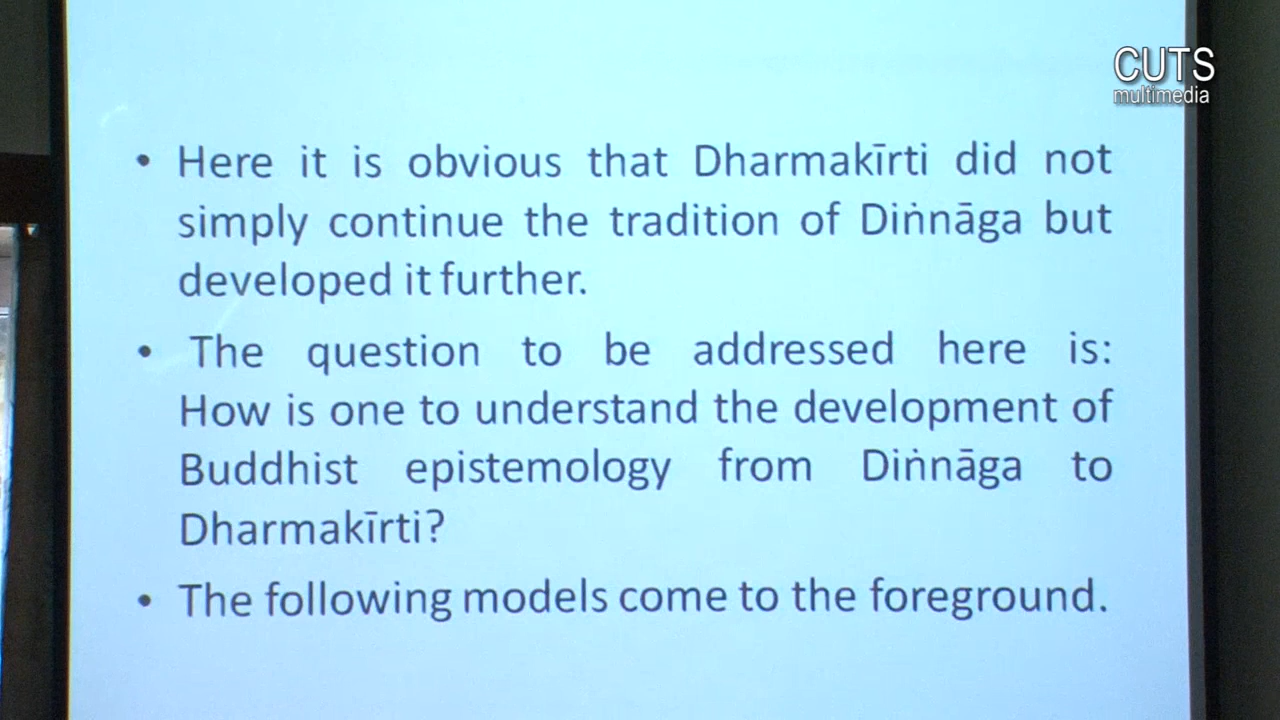 CUTS
multimedia
• Here it is obvious that Dharmakīrti did not
simply continue the tradition of Diṅnāga but
developed it further.
• The question to be addressed here is:
How is one to understand the development of
Buddhist epistemology from Diṅnāga to
Dharmakīrti?
• The following models come to the foreground.